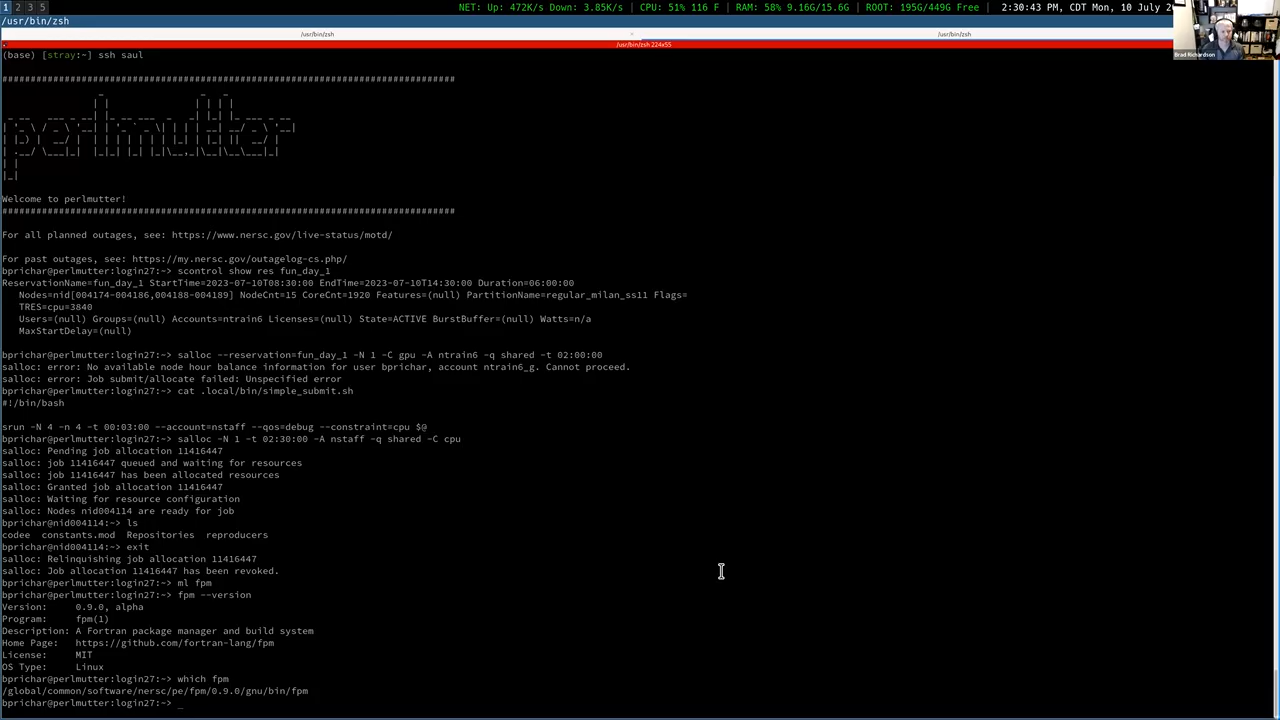 1 2 3 5 NET: Up: 472K/s Down: 3.85K/s | CPU: 51% 116 F | RAM: 58% 9.16G/15.6G | ROOT: 195G/449G Free | 2:30:43 PM, CDT Mon, 10 July
/usr/bin/zsh
/usr/bin/zsh × /usr/bin/zsh
/usr/bin/zsh 224x55
Brad Richardson
(base) [stray:~] ssh saul
################################################################################
perlmutter
Welcome to perlmutter!
################################################################################
For all planned outages, see: https://www.nersc.gov/live-status/motd/
For past outages, see: https://my.nersc.gov/outagelog-cs.php/
bprichar@perlmutter:login27:~> scontrol show res fun_day_1
ReservationName=fun_day_1 StartTime=2023-07-10T08:30:00 EndTime=2023-07-10T14:30:00 Duration=06:00:00
Nodes=nid[004174-004186,004188-004189] NodeCnt=15 CoreCnt=1920 Features=(null) PartitionName=regular_milan_ss11 Flags=
TRES=cpu=3840
Users=(null) Groups=(null) Accounts=ntrain6 Licenses=(null) State=ACTIVE BurstBuffer=(null) Watts=n/a
MaxStartDelay=(null)
bprichar@perlmutter:login27:~> salloc --reservation=fun_day_1 -N 1 -C gpu -A ntrain6 -q shared -t 02:00:00
salloc: error: No available node hour balance information for user bprichar, account ntrain6_g. Cannot proceed.
salloc: error: Job submit/allocate failed: Unspecified error
bprichar@perlmutter:login27:~> cat .local/bin/simple_submit.sh
#!/bin/bash
srun -N 4 -n 4 -t 00:03:00 --account=nstaff --qos=debug --constraint=cpu $@
bprichar@perlmutter:login27:~> salloc -N 1 -t 02:30:00 -A nstaff -q shared -C cpu
salloc: Pending job allocation 11416447
salloc: job 11416447 queued and waiting for resources
salloc: job 11416447 has been allocated resources
salloc: Granted job allocation 11416447
salloc: Waiting for resource configuration
salloc: Nodes nid004114 are ready for job
bprichar@nid004114:~> ls
codee constants.mod Repositories reproducers
bprichar@nid004114:~> exit
salloc: Relinquishing job allocation 11416447
salloc: Job allocation 11416447 has been revoked.
bprichar@perlmutter:login27:~> ml fpm
bprichar@perlmutter:login27:~> fpm --version
Version: 0.9.0, alpha
Program: fpm(1)
Description: A Fortran package manager and build system
Home Page: https://github.com/fortran-lang/fpm
License: MIT
OS Type: Linux
bprichar@perlmutter:login27:~> which fpm
/global/common/software/nersc/pe/fpm/0.9.0/gnu/bin/fpm
bprichar@perlmutter:login27:~> _